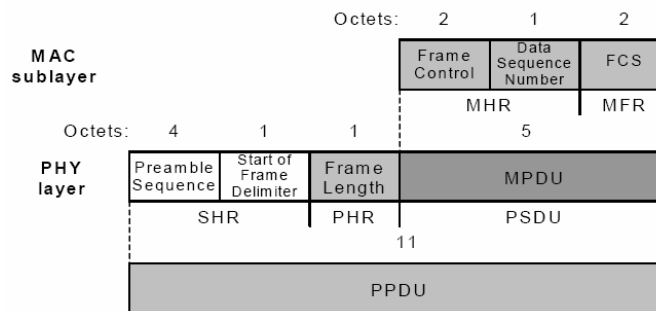 Octets: 2 1 2
MAC
sublayer
Frame
Control
Data
Sequence
Number
FCS
MHR MFR
Octets: 4 1 1 5
PHY
layer
Preamble
Sequence
Start of
Frame
Delimiter
Frame
Length
MPDU
SHR PHR PSDU
11
PPDU